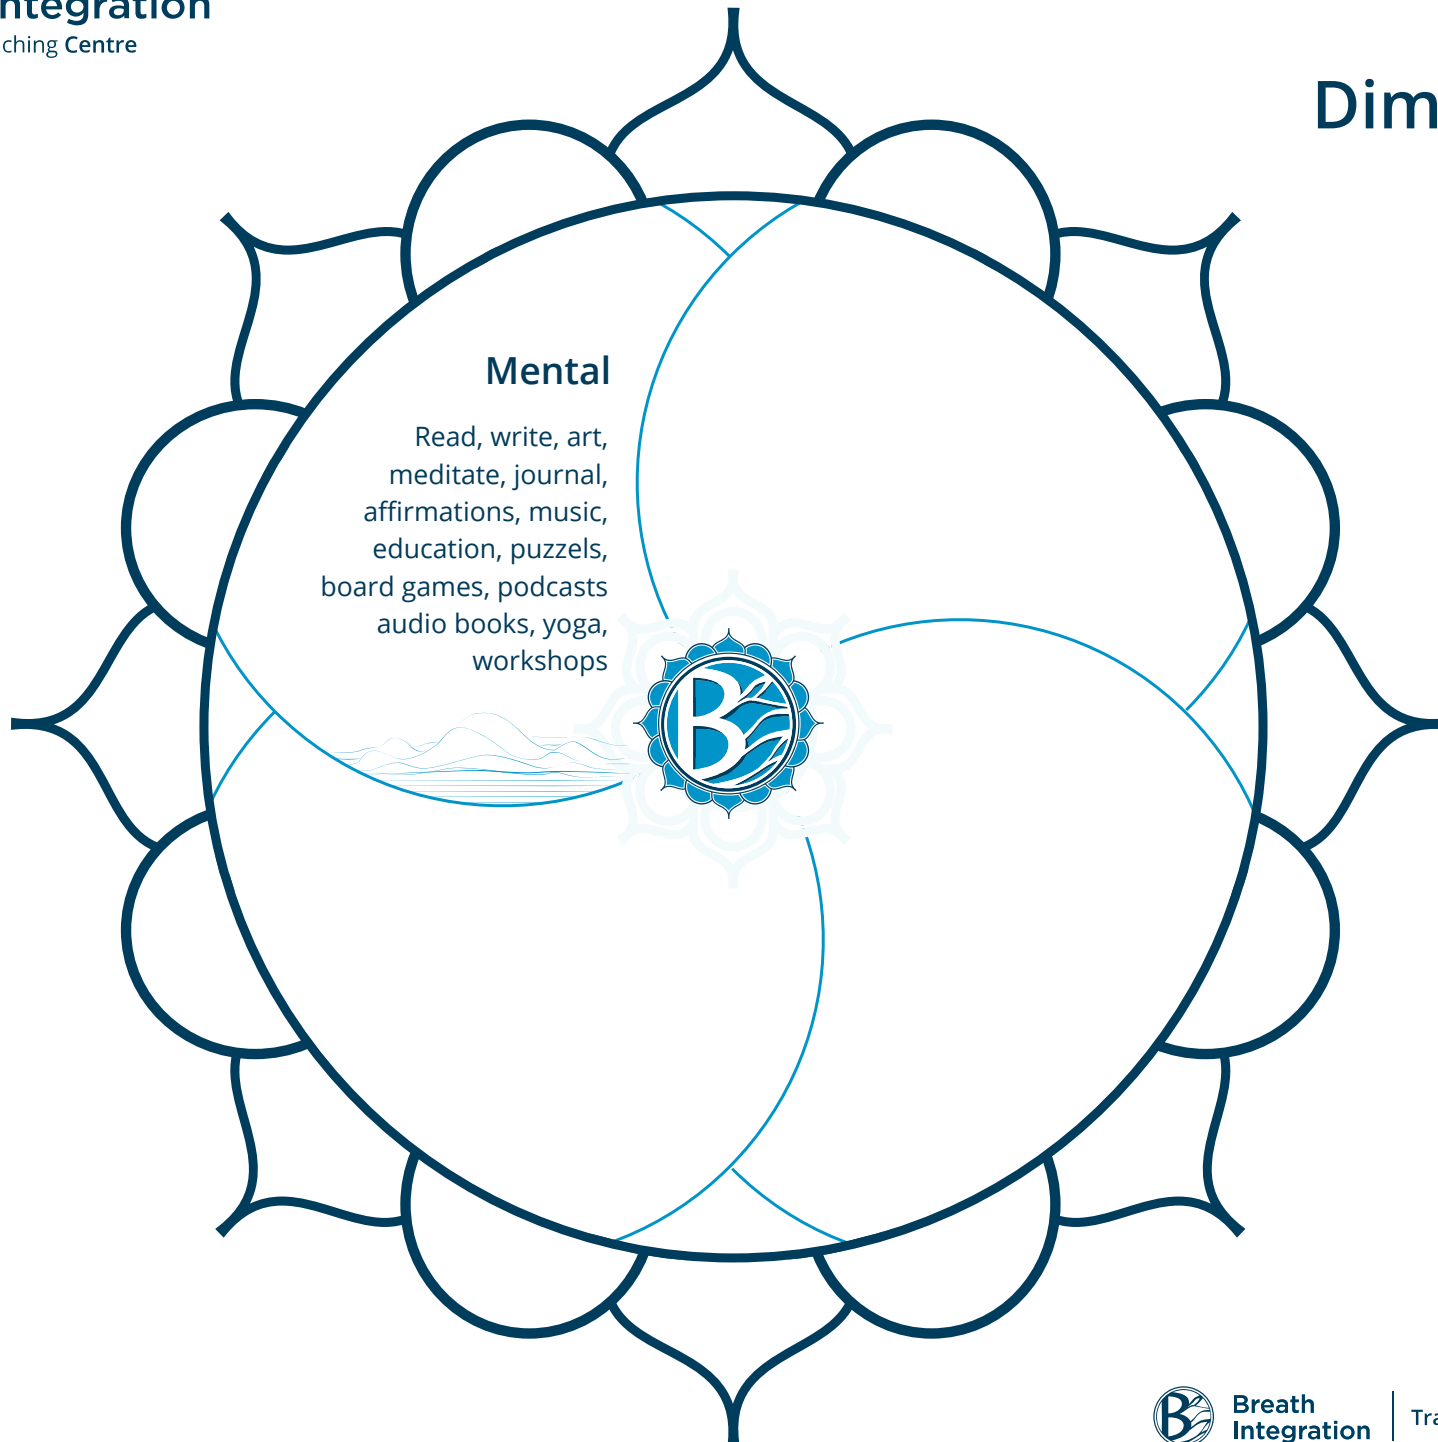 ntegration
ching Centre
Dim
Mental
Read, write, art,
meditate, journal,
affirmations, music,
education, puzzels,
board games, podcasts
audio books, yoga,
workshops
B
Breath
Integration
Tra